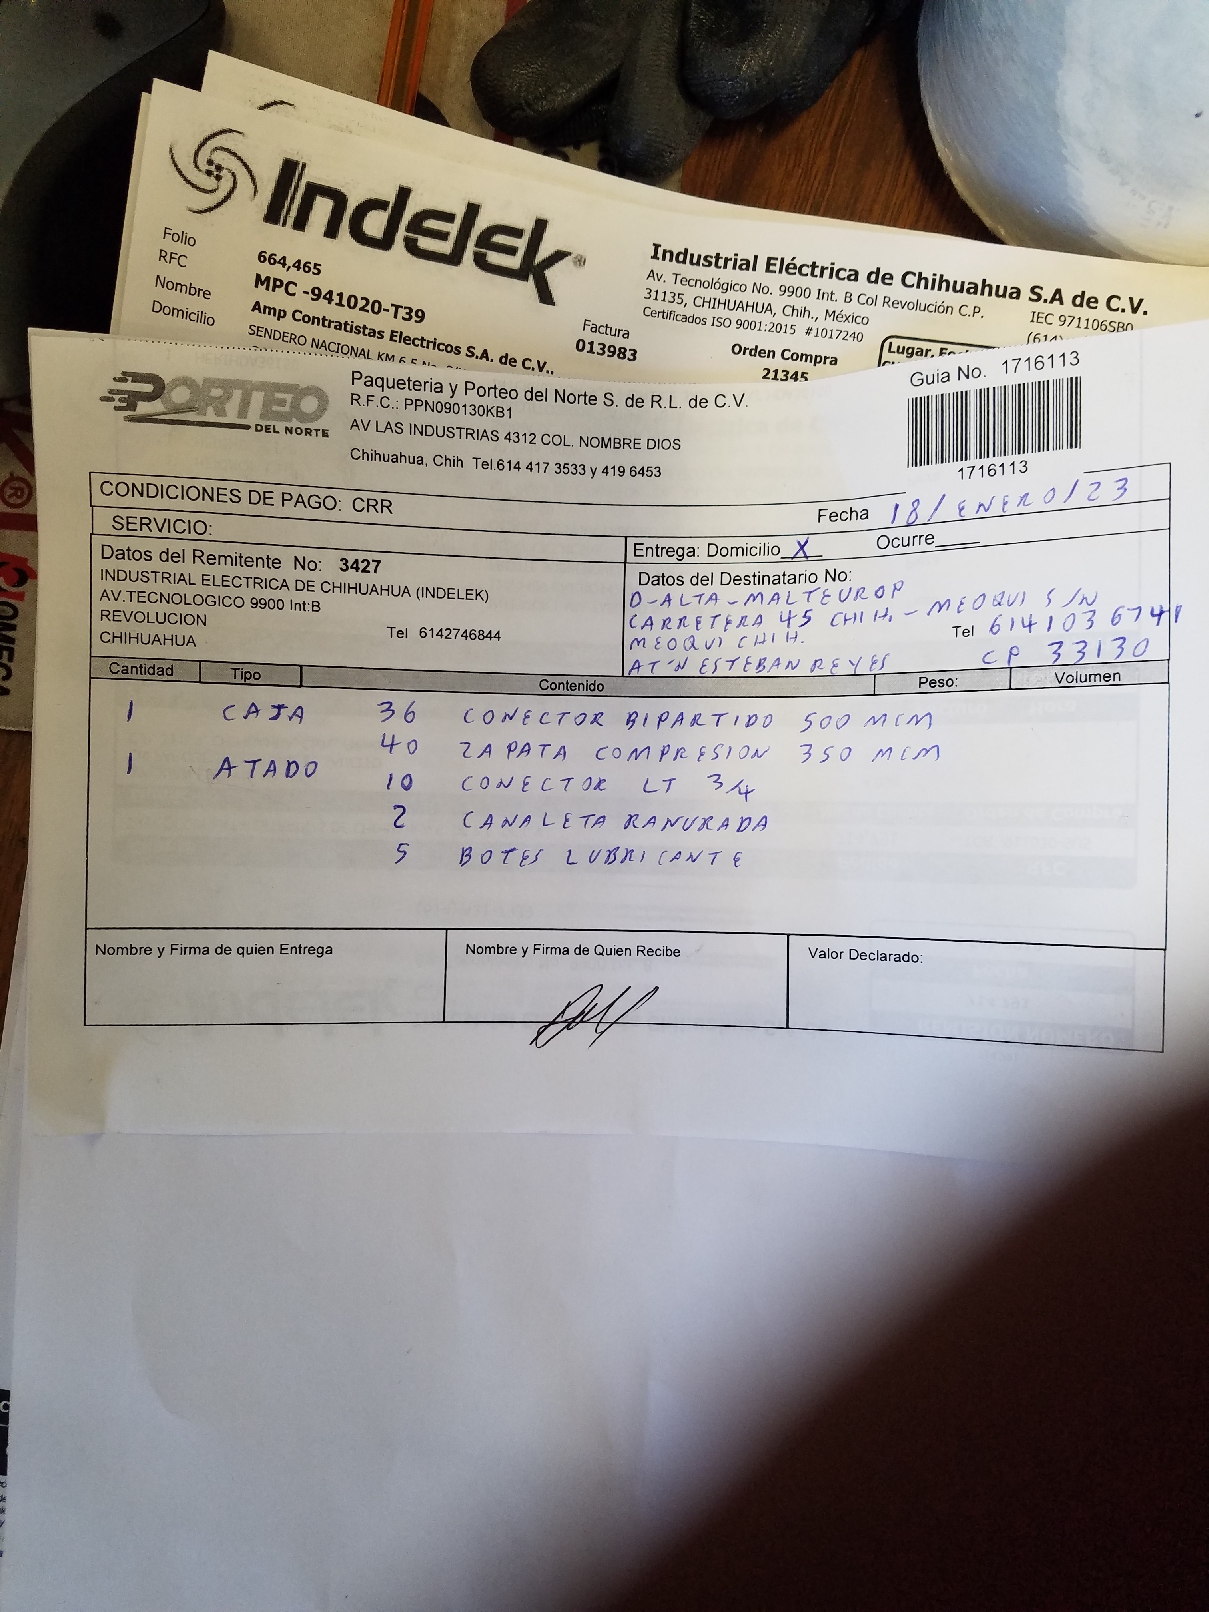 Indelek
Folio 664,465
RFC MPC -941020-T39
Nombre Amp Contratistas Electricos S.A. de C.V.,
Domicilio SENDERO NACIONAL KM 6.5
Factura
013983
Industrial Eléctrica de Chihuahua S.A de C.V.
Av. Tecnológico No. 9900 Int. B Col Revolución C.P.
31135, CHIHUAHUA, Chih., México IEC 971106SB0
Certificados ISO 9001:2015 #1017240 (614)
Orden Compra
21345
Lugar,
PORTEO
DEL NORTE
Paqueteria y Porteo del Norte S. de R.L. de C.V.
R.F.C.: PPN090130KB1
AV LAS INDUSTRIAS 4312 COL. NOMBRE DIOS
Chihuahua, Chih Tel.614 417 3533 y 419 6453
Guia No. 1716113
1716113
CONDICIONES DE PAGO: CRR
Fecha 18/ENERO/23
SERVICIO:
Entrega: Domicilio X Ocurre
Datos del Remitente No: 3427
INDUSTRIAL ELECTRICA DE CHIHUAHUA (INDELEK)
AV.TECNOLOGICO 9900 Int:B
REVOLUCION
CHIHUAHUA
Tel 6142746844
Datos del Destinatario No:
D-ALTA-MALTEUROP
CARRETERA 45 CHIH.-MEOQUI S/N
MEOQUI CHIH. Tel 6141036741
AT'N ESTEBAN REYES CP 33130
Cantidad Tipo Contenido Peso: Volumen
1 CAJA 36 CONECTOR BIPARTIDO 500 MCM
40 ZAPATA COMPRESION 350 MCM
1 ATADO 10 CONECTOR LT 3/4
2 CANALETA RANURADA
5 BOTES LUBRICANTE
Nombre y Firma de quien Entrega
Nombre y Firma de Quien Recibe
Valor Declarado: